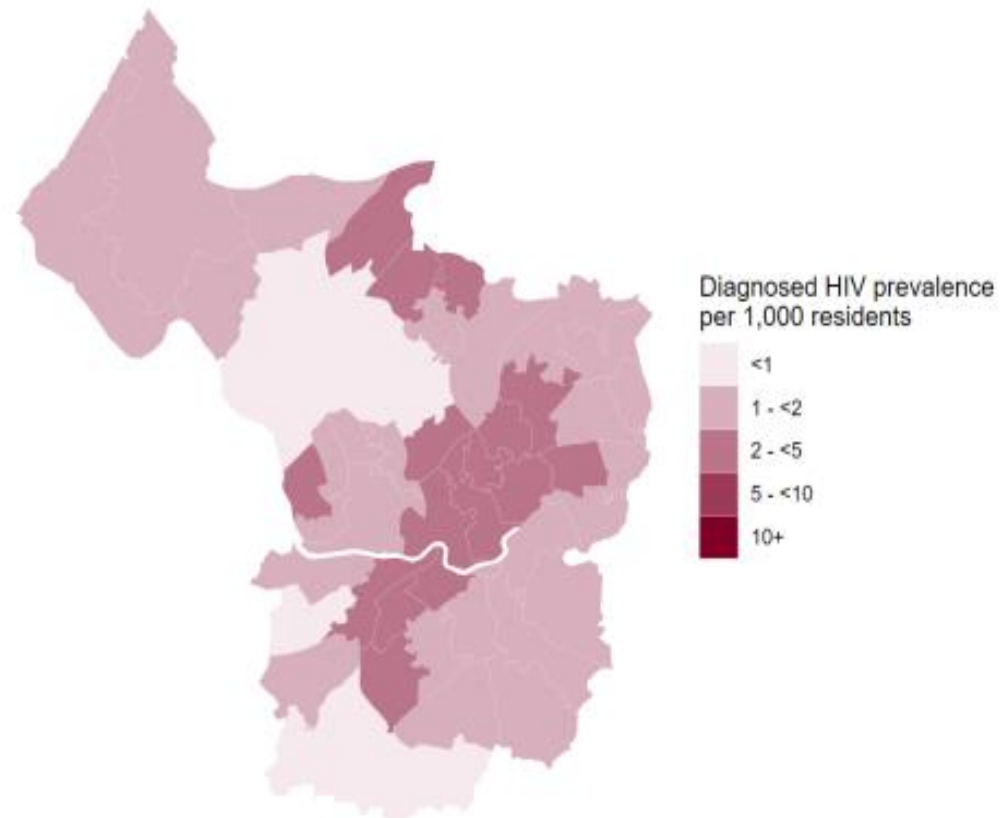 Diagnosed HIV prevalence
per 1,000 residents
<1
1 - <2
2 - <5
5 - <10
10+